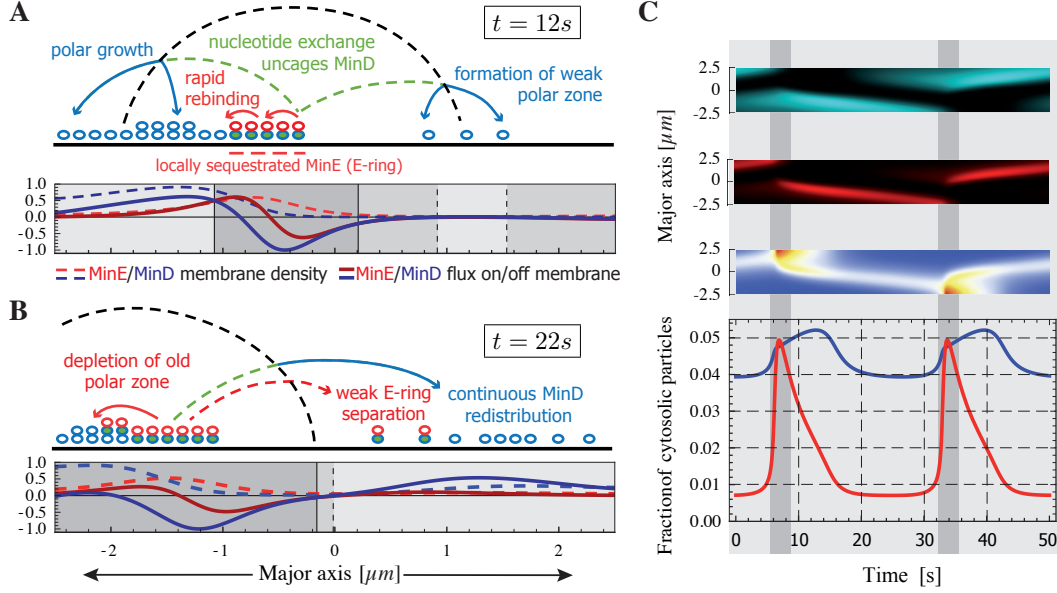 A
t = 12s
polar growth
nucleotide exchange
uncages MinD
rapid
rebinding
formation of weak
polar zone
locally sequestrated MinE (E-ring)
1.0
0.5
0.0
-0.5
-1.0
MinE/MinD membrane density
MinE/MinD flux on/off membrane
B
t = 22s
depletion of old
polar zone
weak E-ring
separation
continuous MinD
redistribution
1.0
0.5
0.0
-0.5
-1.0
-2 -1 0 1 2
Major axis [µm]
C
Major axis [µm]
2.5
0
-2.5
2.5
0
-2.5
2.5
0
-2.5
Fractionof cytosolic particles
0.05
0.04
0.03
0.02
0.01
0.00
0 10 20 30 40 50
Time [s]